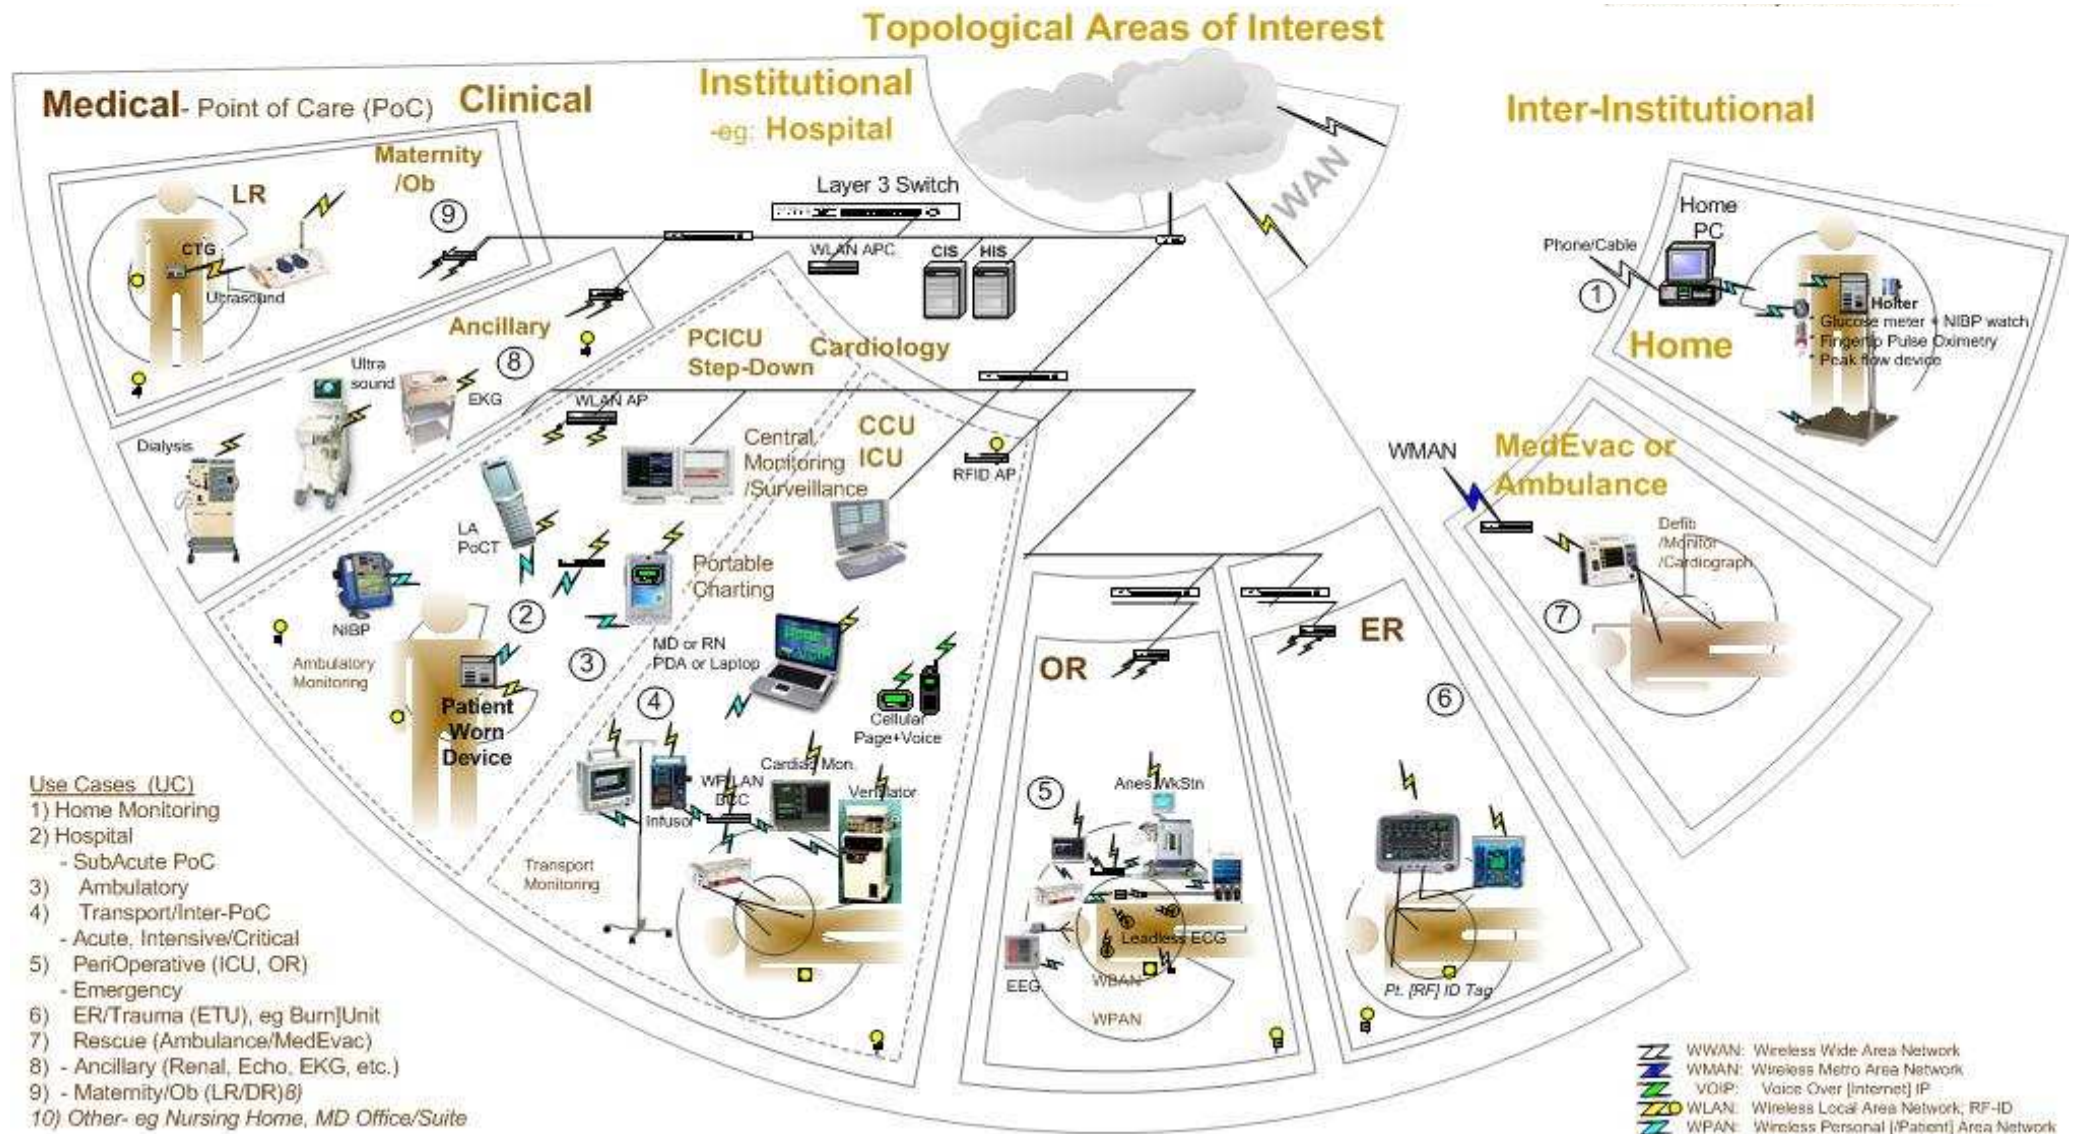 Topological Areas of Interest
Medical- Point of Care (PoC)
Clinical
Institutional
-eg: Hospital
Inter-Institutional
WAN
Maternity
/Ob
LR
9
CTG
Ultrasound
Layer 3 Switch
WLAN APC
CIS
HIS
Ancillary
8
Ultra
sound
EKG
Dialysis
PCICU
Step-Down
Cardiology
WLAN AP
CCU
ICU
Central
Monitoring
/Surveillance
RFID AP
LA
PoCT
Portable
Charting
NIBP
2
Ambulatory
Monitoring
3
MD or RN
PDA or Laptop
Patient
Worn
Device
4
Cellular
Page+Voice
Cardiac Mon.
Infusor
Ventilator
Transport
Monitoring
OR
5
Anes WkStn
Leadless ECG
EEG
WBAN
WPAN
ER
6
Pt. [RF] ID Tag
Home
PC
Phone/Cable
1
Home
Holter
* Glucose meter + NIBP watch
* Fingertip Pulse Oximetry
* Peak flow device
WMAN
MedEvac or
Ambulance
Defib
/Monitor
/Cardiograph
7
Use Cases (UC)
1) Home Monitoring
2) Hospital
- SubAcute PoC
3) Ambulatory
4) Transport/Inter-PoC
- Acute, Intensive/Critical
5) PeriOperative (ICU, OR)
- Emergency
6) ER/Trauma (ETU), eg Burn]Unit
7) Rescue (Ambulance/MedEvac)
8) - Ancillary (Renal, Echo, EKG, etc.)
9) - Maternity/Ob (LR/DR)8)
10) Other- eg Nursing Home, MD Office/Suite
WWAN: Wireless Wide Area Network
WMAN: Wireless Metro Area Network
VOIP: Voice Over [Internet] IP
WLAN: Wireless Local Area Network; RF-ID
WPAN: Wireless Personal [/Patient] Area Network